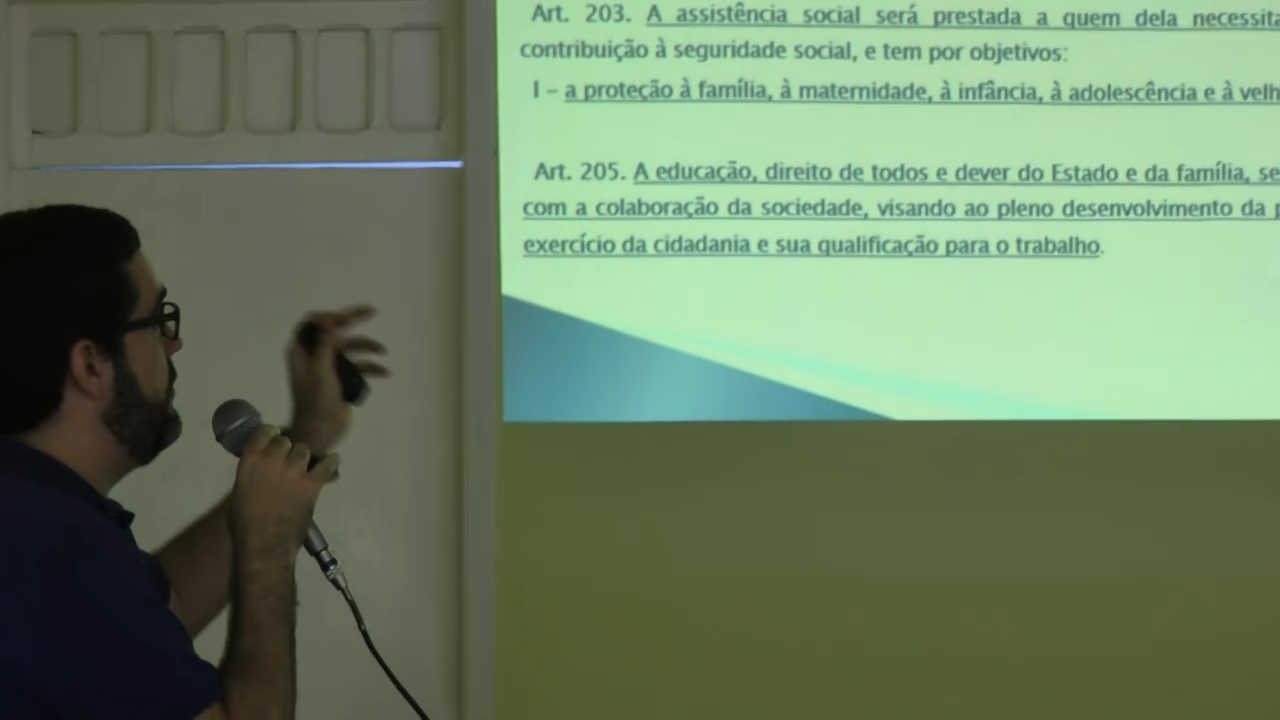 Art. 203. A assistência social será prestada a quem dela necessita
contribuição à seguridade social, e tem por objetivos:
I – a proteção à família, à maternidade, à infância, à adolescência e à velh
Art. 205. A educação, direito de todos e dever do Estado e da família, se
com a colaboração da sociedade, visando ao pleno desenvolvimento da p
exercício da cidadania e sua qualificação para o trabalho.